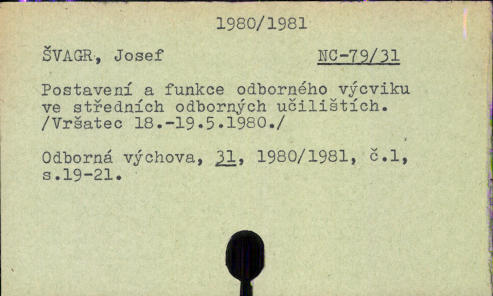 1980/1981
ŠVAGR, Josef NC-79/31
Postavení a funkce odborného výcviku
ve středních odborných učilištích.
/Vršatec 18.-19.5.1980./
Odborná výchova, 31, 1980/1981, č.1,
s.19-21.